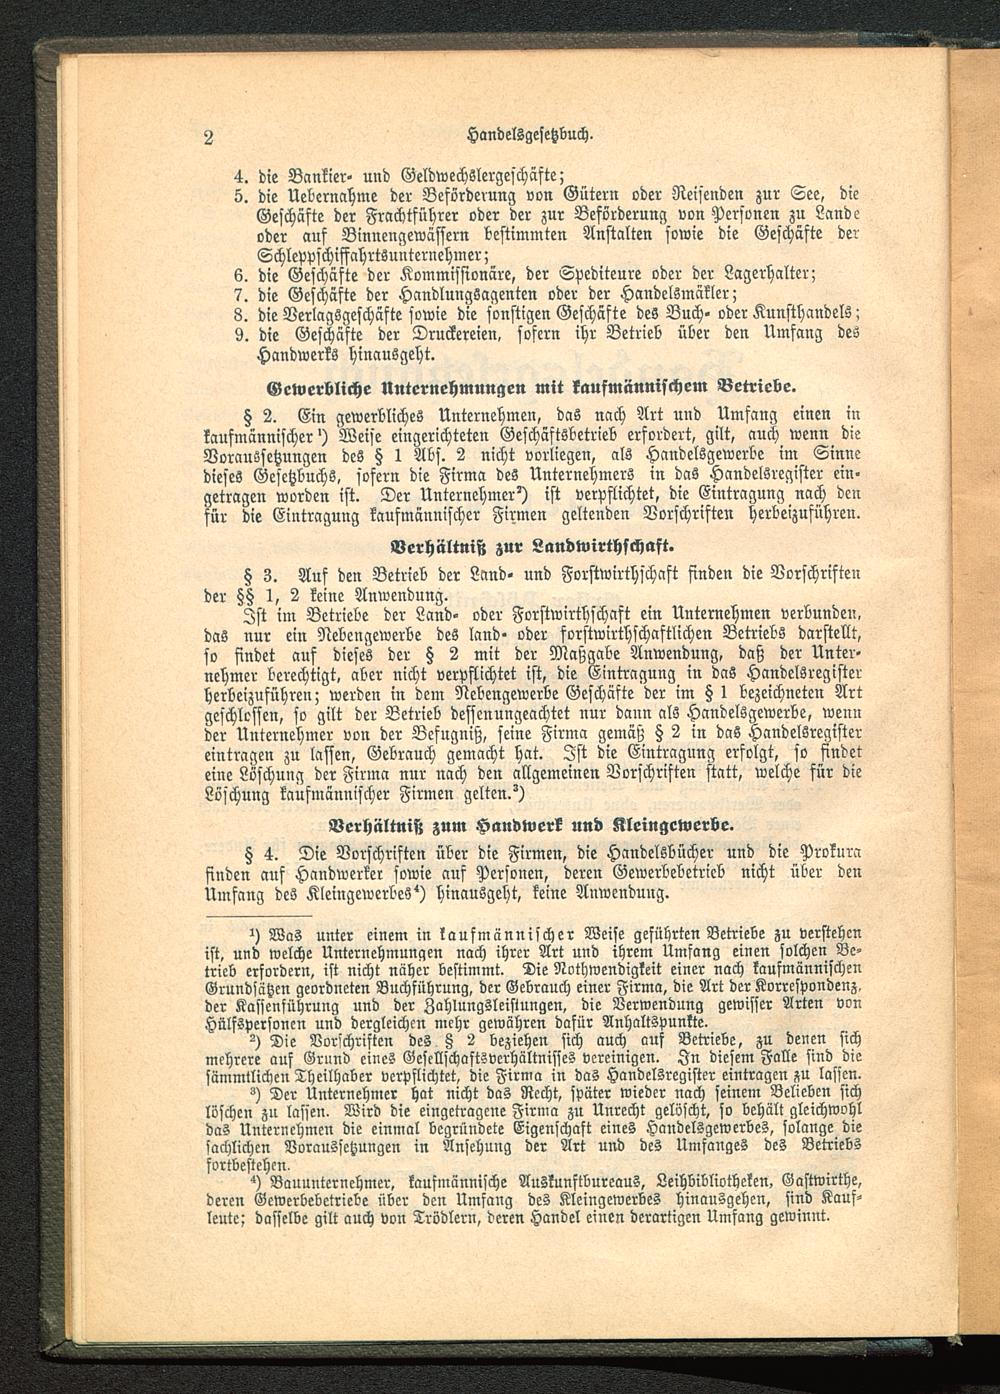 2
Handelsgesetzbuch.
4. die Bankier- und Geldwechslergeschäfte;
5. die Uebernahme der Beförderung von Gütern oder Reisenden zur See, die
Geschäfte der Frachtführer oder der zur Beförderung von Personen zu Lande
oder auf Binnengewässern bestimmten Anstalten sowie die Geschäfte der
Schleppschiffahrtsunternehmer;
6. die Geschäfte der Kommissionäre, der Spediteure oder der Lagerhalter;
7. die Geschäfte der Handlungsagenten oder der Handelsmäkler;
8. die Verlagsgeschäfte sowie die sonstigen Geschäfte des Buch- oder Kunsthandels;
9. die Geschäfte der Druckereien, sofern ihr Betrieb über den Umfang des
Handwerks hinausgeht.
Gewerbliche Unternehmungen mit kaufmännischem Betriebe.
§ 2. Ein gewerbliches Unternehmen, das nach Art und Umfang einen in
kaufmännischer¹) Weise eingerichteten Geschäftsbetrieb erfordert, gilt, auch wenn die
Voraussetzungen des § 1 Abs. 2 nicht vorliegen, als Handelsgewerbe im Sinne
dieses Gesetzbuchs, sofern die Firma des Unternehmers in das Handelsregister ein-
getragen worden ist. Der Unternehmer²) ist verpflichtet, die Eintragung nach den
für die Eintragung kaufmännischer Firmen geltenden Vorschriften herbeizuführen.
Verhältniß zur Landwirthschaft.
§ 3. Auf den Betrieb der Land- und Forstwirthschaft finden die Vorschriften
der §§ 1, 2 keine Anwendung.
Ist im Betriebe der Land- oder Forstwirthschaft ein Unternehmen verbunden,
das nur ein Nebengewerbe des land- oder forstwirthschaftlichen Betriebs darstellt,
so findet auf dieses der § 2 mit der Maßgabe Anwendung, daß der Unter-
nehmer berechtigt, aber nicht verpflichtet ist, die Eintragung in das Handelsregister
herbeizuführen; werden in dem Nebengewerbe Geschäfte der im § 1 bezeichneten Art
geschlossen, so gilt der Betrieb dessenungeachtet nur dann als Handelsgewerbe, wenn
der Unternehmer von der Befugniß, seine Firma gemäß § 2 in das Handelsregister
eintragen zu lassen, Gebrauch gemacht hat. Ist die Eintragung erfolgt, so findet
eine Löschung der Firma nur nach den allgemeinen Vorschriften statt, welche für die
Löschung kaufmännischer Firmen gelten.³)
Verhältniß zum Handwerk und Kleingewerbe.
§ 4. Die Vorschriften über die Firmen, die Handelsbücher und die Prokura
finden auf Handwerker sowie auf Personen, deren Gewerbebetrieb nicht über den
Umfang des Kleingewerbes⁴) hinausgeht, keine Anwendung.
¹) Was unter einem in kaufmännischer Weise geführten Betriebe zu verstehen
ist, und welche Unternehmungen nach ihrer Art und ihrem Umfang einen solchen Be-
trieb erfordern, ist nicht näher bestimmt. Die Nothwendigkeit einer nach kaufmännischen
Grundsätzen geordneten Buchführung, der Gebrauch einer Firma, die Art der Korrespondenz,
der Kassenführung und der Zahlungsleistungen, die Verwendung gewisser Arten von
Hülfspersonen und dergleichen mehr gewähren dafür Anhaltspunkte.
²) Die Vorschriften des § 2 beziehen sich auch auf Betriebe, zu denen sich
mehrere auf Grund eines Gesellschaftsverhältnisses vereinigen. In diesem Falle sind die
sämmtlichen Theilhaber verpflichtet, die Firma in das Handelsregister eintragen zu lassen.
³) Der Unternehmer hat nicht das Recht, später wieder nach seinem Belieben sich
löschen zu lassen. Wird die eingetragene Firma zu Unrecht gelöscht, so behält gleichwohl
das Unternehmen die einmal begründete Eigenschaft eines Handelsgewerbes, solange die
sachlichen Voraussetzungen in Ansehung der Art und des Umfanges des Betriebs
fortbestehen.
⁴) Bauunternehmer, kaufmännische Auskunftbureaus, Leihbibliotheken, Gastwirthe,
deren Gewerbebetriebe über den Umfang des Kleingewerbes hinausgehen, sind Kauf-
leute; dasselbe gilt auch von Trödlern, deren Handel einen derartigen Umfang gewinnt.